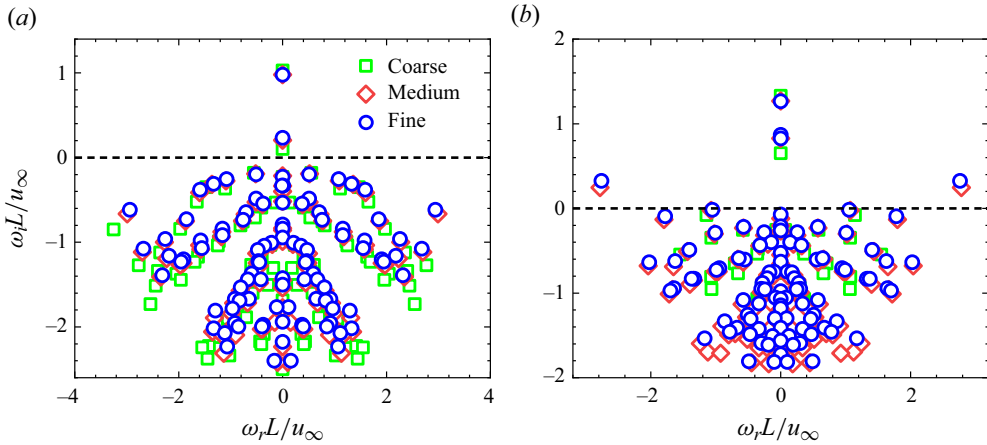 (a)
(b)
1
0
−1
−2
ωᵢL/u∞
−4
−2
0
2
4
ωᵣL/u∞
Coarse
Medium
Fine
2
1
0
−1
−2
−2
0
2
ωᵣL/u∞